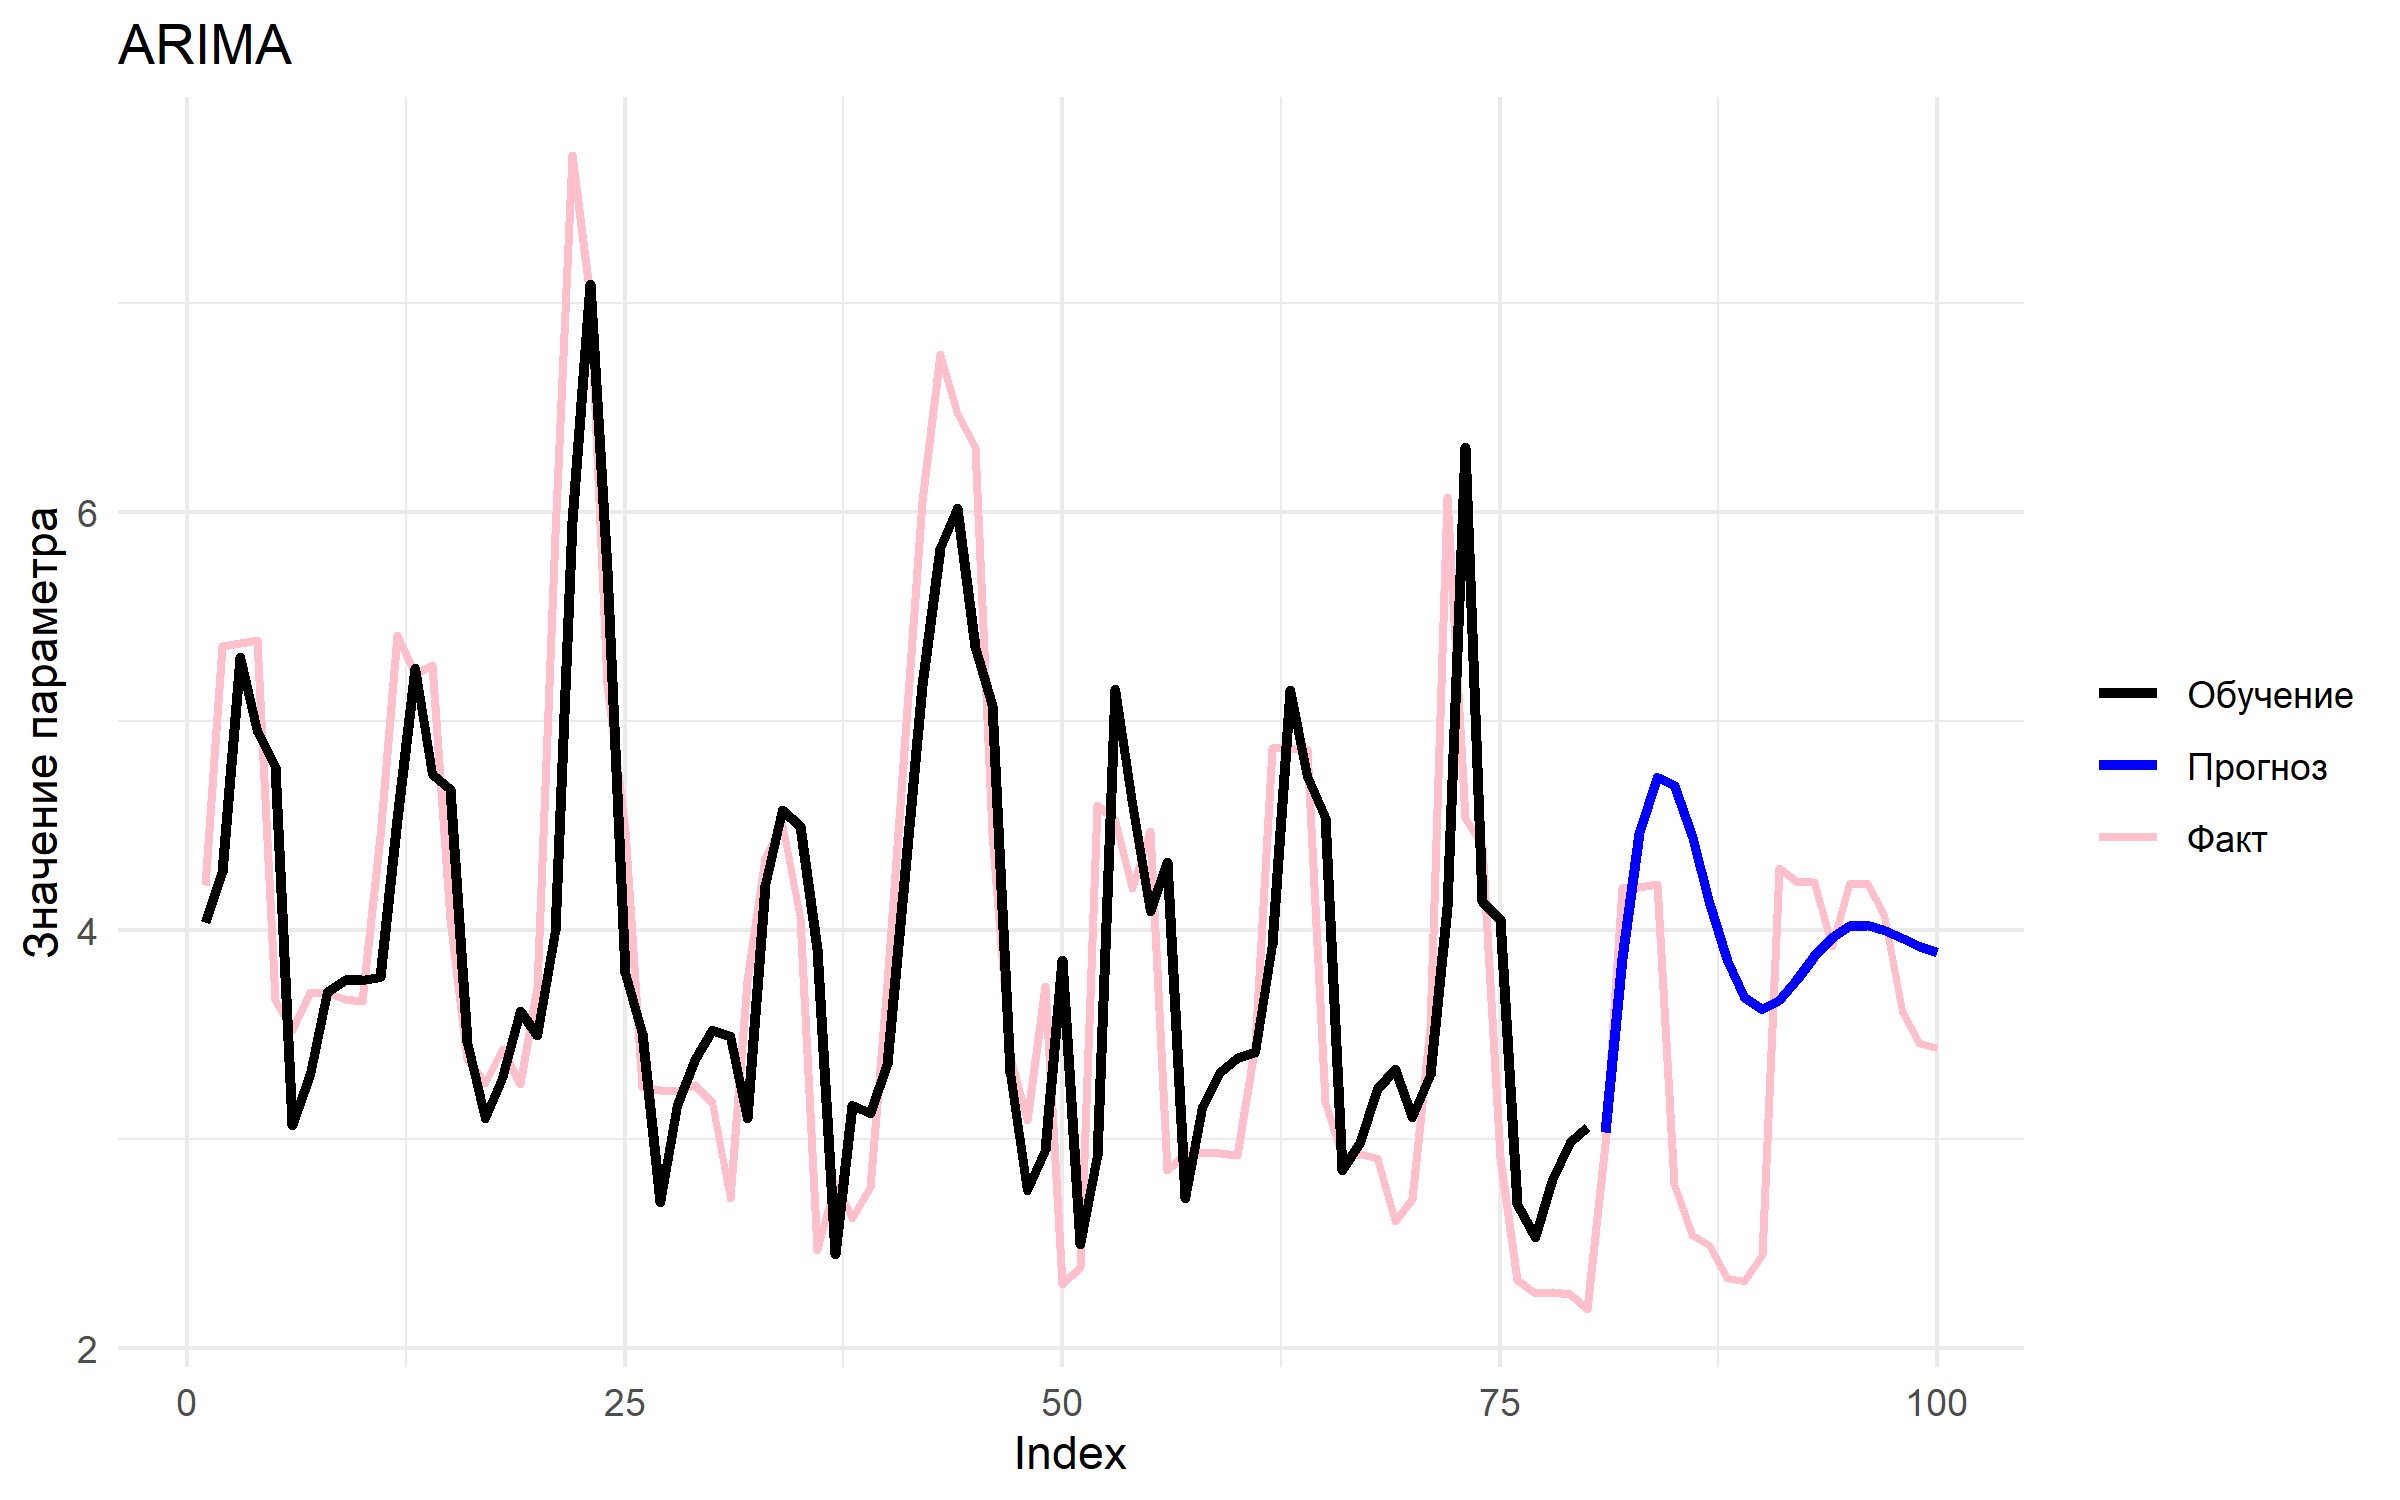 ARIMA
Значение параметра
6
4
2
0
25
50
75
100
Index
Обучение
Прогноз
Факт